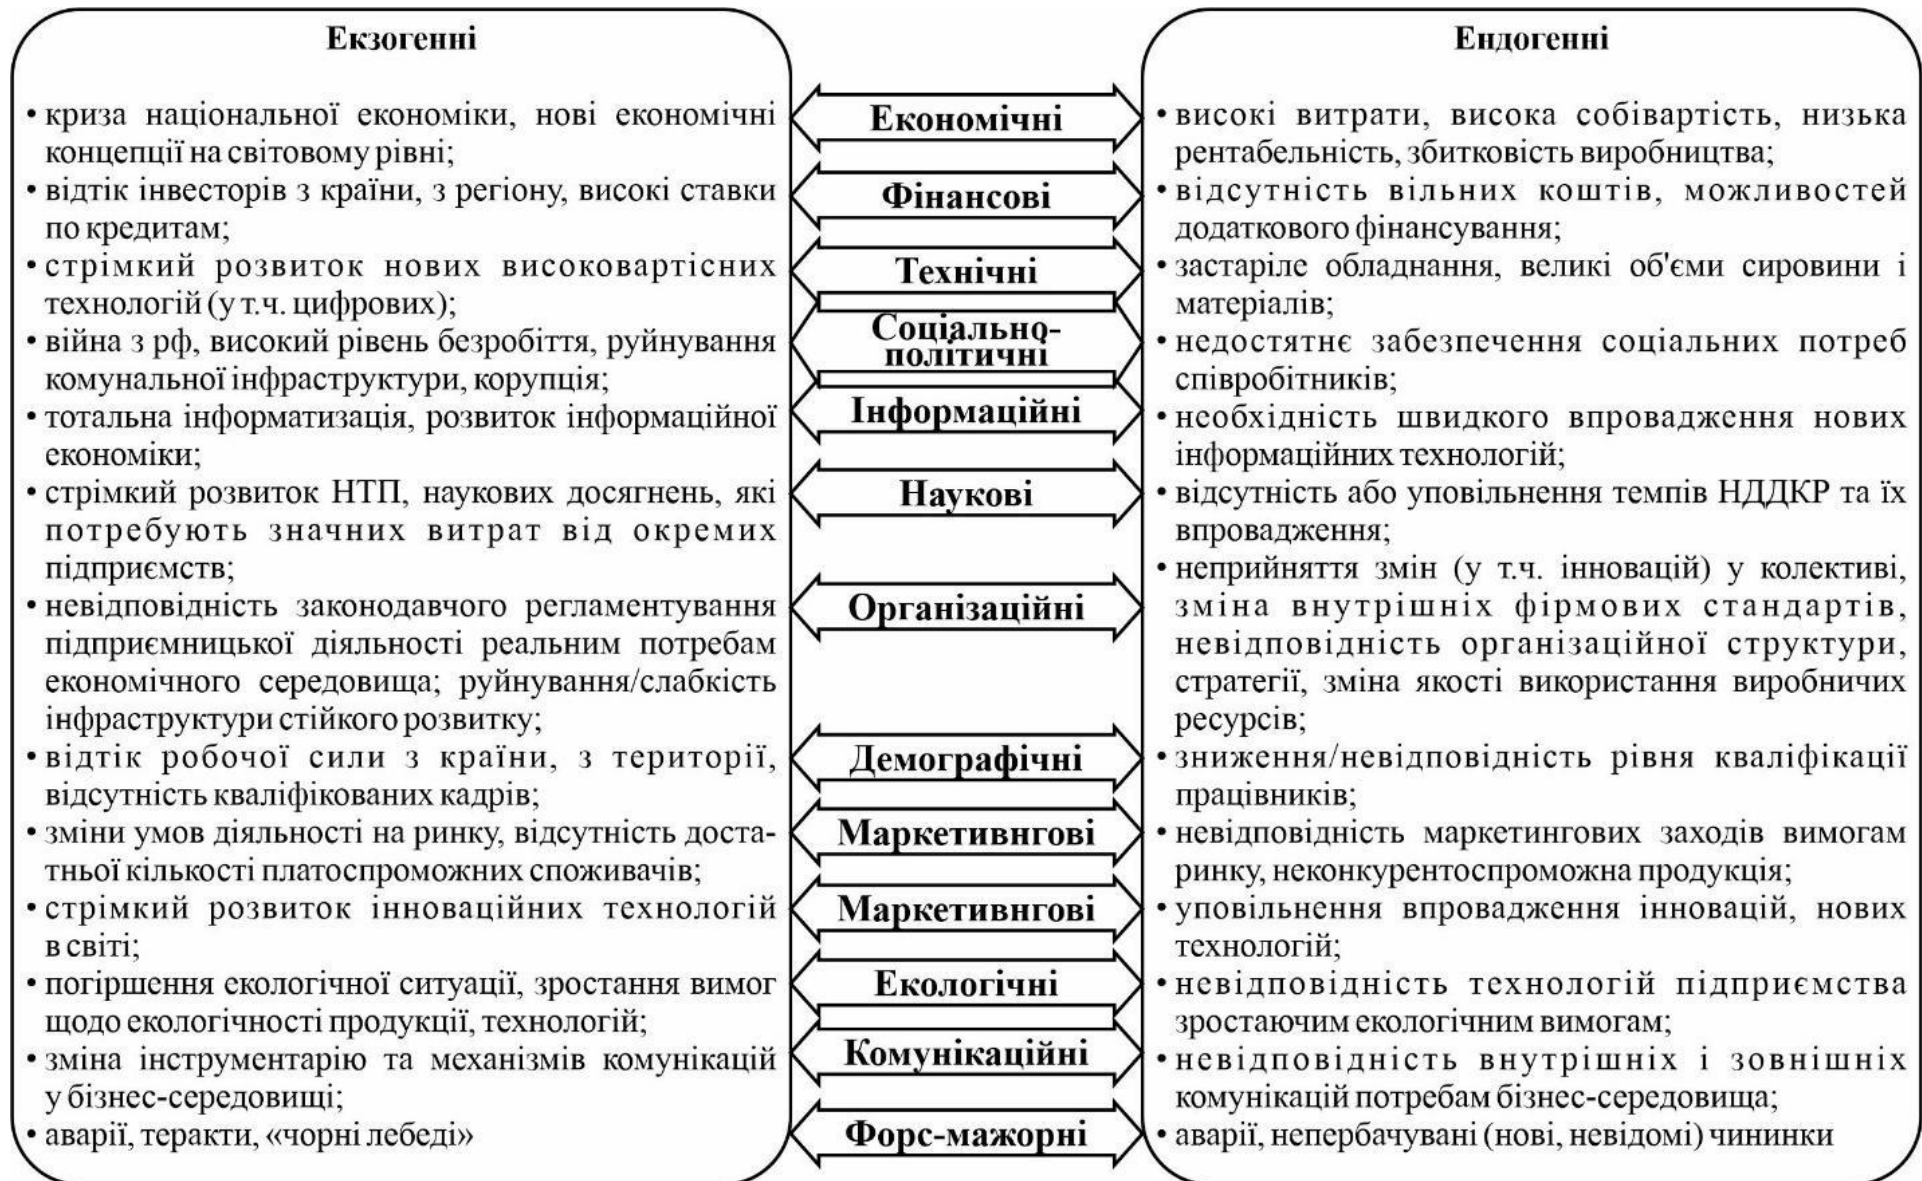 Екзогенні
• криза національної економіки, нові економічні
концепції на світовому рівні;
• відтік інвесторів з країни, з регіону, високі ставки
по кредитам;
• стрімкий розвиток нових високовартісних
технологій (у т.ч. цифрових);
• війна з рф, високий рівень безробіття, руйнування
комунальної інфраструктури, корупція;
• тотальна інформатизація, розвиток інформаційної
економіки;
• стрімкий розвиток НТП, наукових досягнень, які
потребують значних витрат від окремих
підприємств;
• невідповідність законодавчого регламентування
підприємницької діяльності реальним потребам
економічного середовища; руйнування/слабкість
інфраструктури стійкого розвитку;
• відтік робочої сили з країни, з території,
відсутність кваліфікованих кадрів;
• зміни умов діяльності на ринку, відсутність доста-
тньої кількості платоспроможних споживачів;
• стрімкий розвиток інноваційних технологій
в світі;
• погіршення екологічної ситуації, зростання вимог
щодо екологічності продукції, технологій;
• зміна інструментарію та механізмів комунікацій
у бізнес-середовищі;
• аварії, теракти, «чорні лебеді»
Економічні
Фінансові
Технічні
Соціально-
політичні
Інформаційні
Наукові
Організаційні
Демографічні
Маркетивнгові
Маркетивнгові
Екологічні
Комунікаційні
Форс-мажорні
Ендогенні
• високі витрати, висока собівартість, низька
рентабельність, збитковість виробництва;
• відсутність вільних коштів, можливостей
додаткового фінансування;
• застаріле обладнання, великі об'єми сировини і
матеріалів;
• недостятнє забезпечення соціальних потреб
співробітників;
• необхідність швидкого впровадження нових
інформаційних технологій;
• відсутність або уповільнення темпів НДДКР та їх
впровадження;
• неприйняття змін (у т.ч. інновацій) у колективі,
зміна внутрішніх фірмових стандартів,
невідповідність організаційної структури,
стратегії, зміна якості використання виробничих
ресурсів;
• зниження/невідповідність рівня кваліфікації
працівників;
• невідповідність маркетингових заходів вимогам
ринку, неконкурентоспроможна продукція;
• уповільнення впровадження інновацій, нових
технологій;
• невідповідність технологій підприємства
зростаючим екологічним вимогам;
• невідповідність внутрішніх і зовнішніх
комунікацій потребам бізнес-середовища;
• аварії, непербачувані (нові, невідомі) чининки